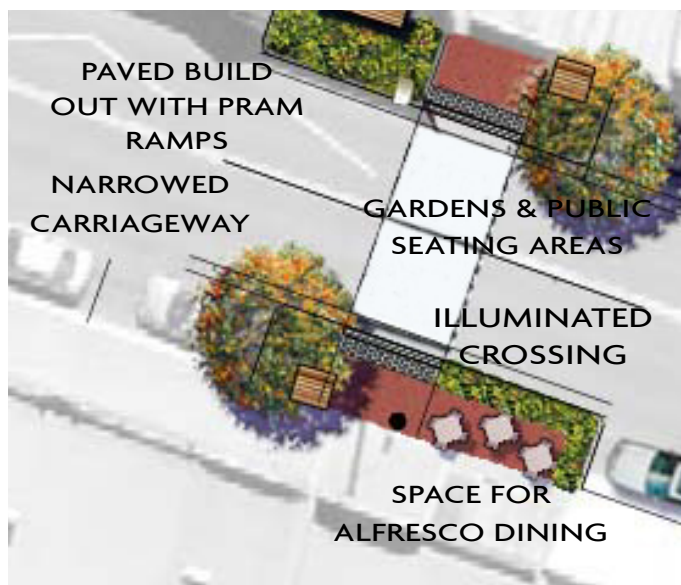 PAVED BUILD
OUT WITH PRAM
RAMPS
NARROWED
CARRIAGEWAY
GARDENS & PUBLIC
SEATING AREAS
ILLUMINATED
CROSSING
SPACE FOR
ALFRESCO DINING